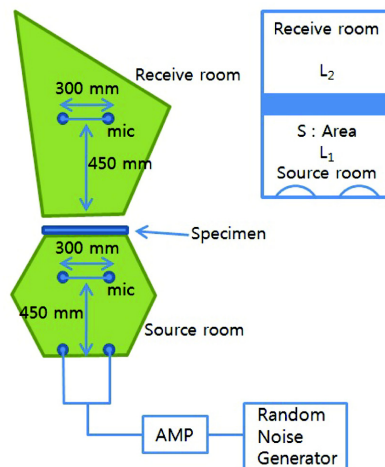 Receive room
300 mm
mic
450 mm
Specimen
300 mm
mic
450 mm
Source room
AMP
Random
Noise
Generator
Receive room
L₂
S : Area
L₁
Source room